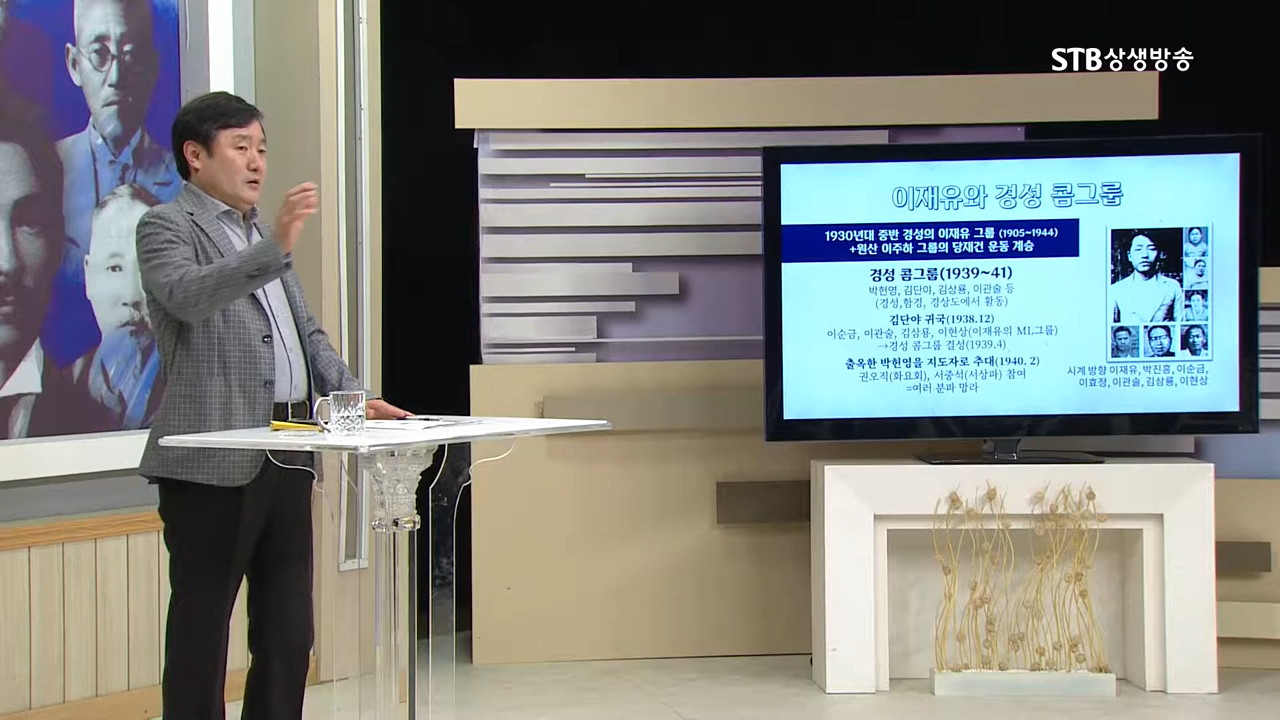 STB상생방송
이재유와 경성 콤그룹
1930년대 중반 경성의 이재유 그룹 (1905~1944)
+원산 이주하 그룹의 당재건 운동 계승
경성 콤그룹(1939~41)
박헌영, 김단야, 김상룡, 이관술 등
(경성,함경, 경상도에서 활동)
김단야 귀국(1938.12)
이순금, 이관술, 김삼룡, 이현상(이재유의 ML그룹)
→경성 콤그룹 결성(1939.4)
출옥한 박헌영을 지도자로 추대(1940. 2)
권오직(화요회), 서중석(서상파) 참여
=여러 분파 망라
시계 방향 이재유, 박진홍, 이순금,
이효정, 이관술, 김삼룡, 이현상